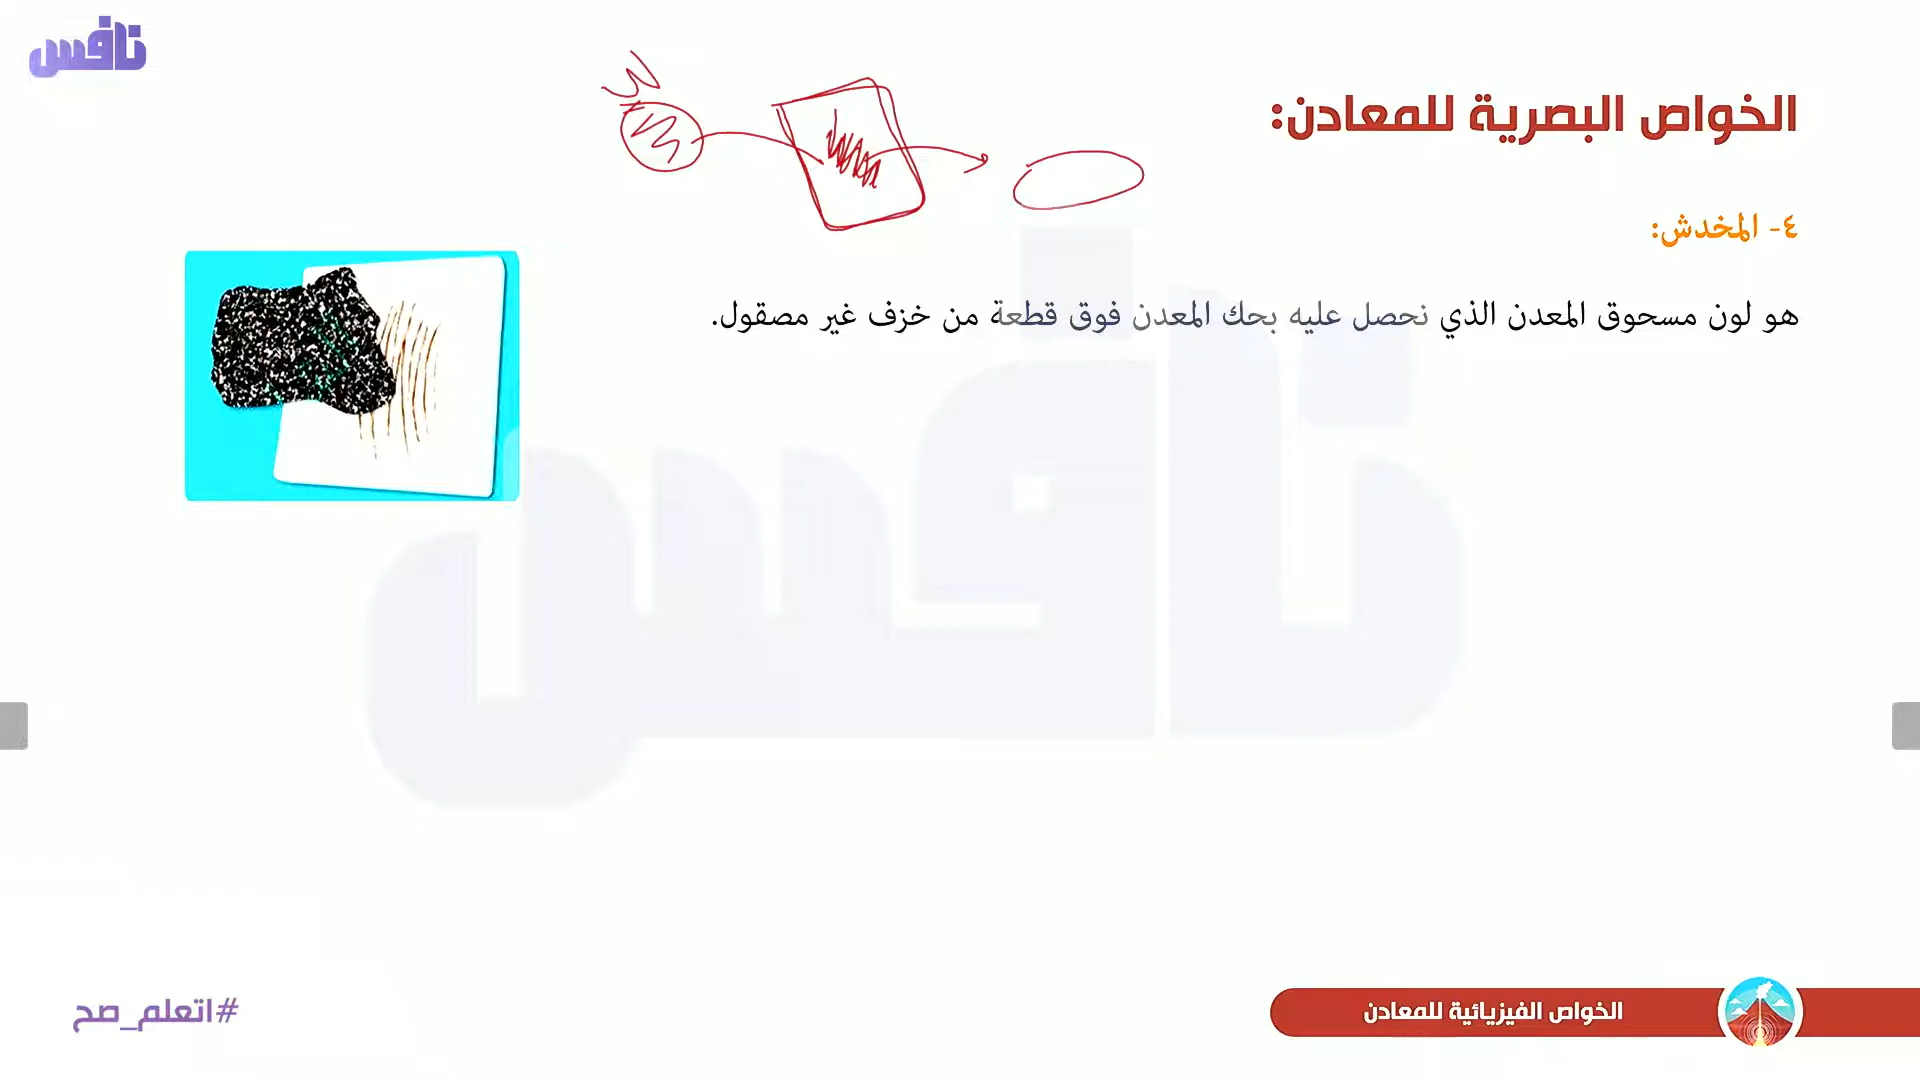 نافس
الخواص البصرية للمعادن:
٤- المخدش:
هو لون مسحوق المعدن الذي نحصل عليه بحك المعدن فوق قطعة من خزف غير مصقول.
نافس
الخواص الفيزيائية للمعادن
#اتعلم_صح